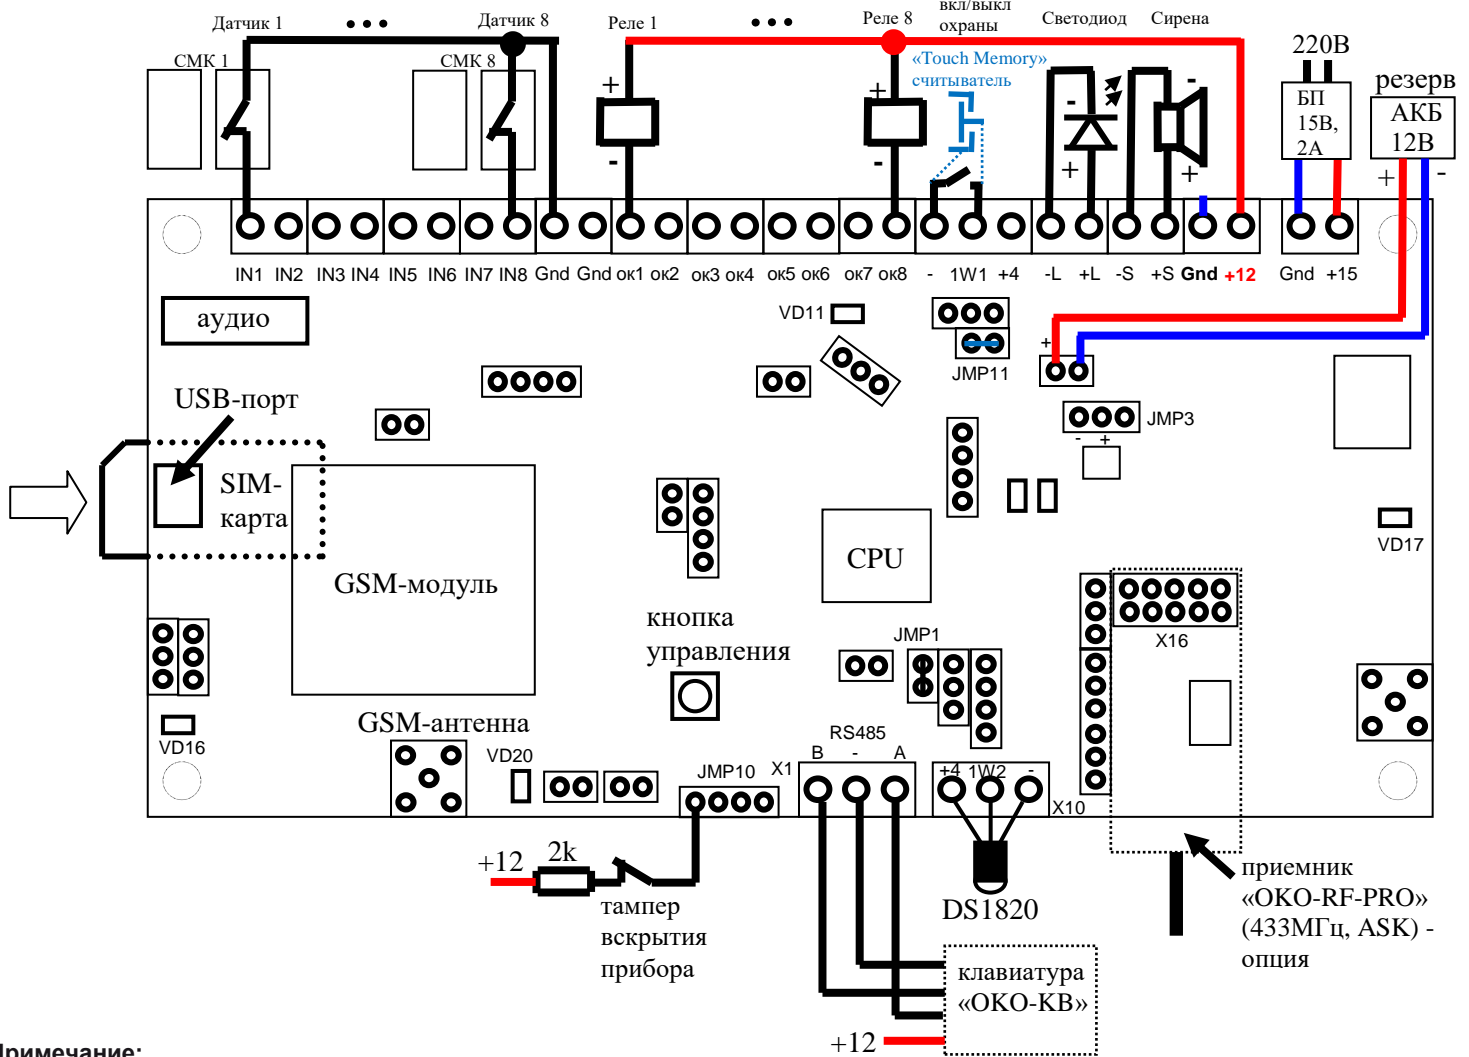 Датчик 1 ••• Датчик 8 Реле 1 ••• Реле 8 вкл/выкл
охраны
Светодиод Сирена
«Touch Memory»
считыватель
СМК 1 СМК 8
220В
резерв
БП
15В,
2А
АКБ
12В
+ + - - + -
- - + + + -
IN1 IN2 IN3 IN4 IN5 IN6 IN7 IN8 Gnd Gnd ок1 ок2 ок3 ок4 ок5 ок6 ок7 ок8 - 1W1 +4 -L +L -S +S Gnd +12 Gnd +15
аудио
VD11
+
JMP11
JMP3
- +
USB-порт
SIM-
карта
GSM-модуль
CPU
VD17
кнопка
управления
JMP1
X16
GSM-антенна
VD16
VD20
JMP10
X1
RS485
B - A
+4 1W2 -
X10
+12 2k
тампер
вскрытия
прибора
DS1820
приемник
«OKO-RF-PRO»
(433МГц, ASK) -
опция
клавиатура
«ОКО-КВ»
+12
Примечание: